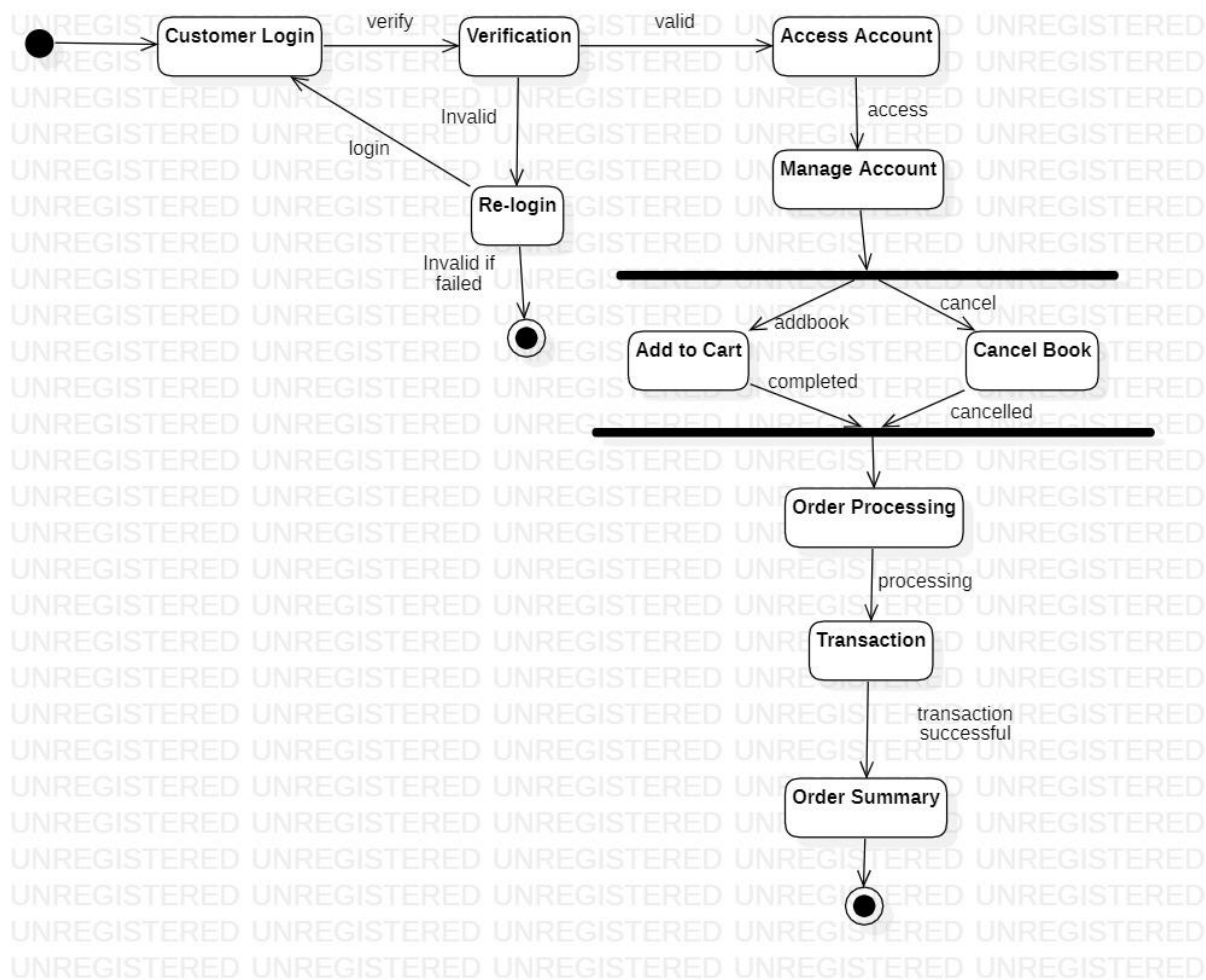 Customer Login
verify
Verification
valid
Access Account
Invalid
access
login
Manage Account
Re-login
Invalid if
failed
cancel
addbook
Add to Cart
Cancel Book
completed
cancelled
Order Processing
processing
Transaction
transaction
successful
Order Summary
UNREGISTERED